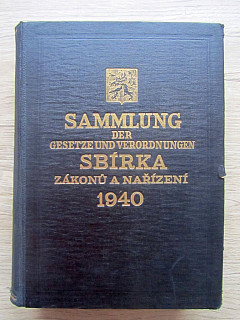 SAMMLUNG
DER
GESETZE UND VERORDNUNGEN
SBÍRKA
ZÁKONŮ A NAŘÍZENÍ
1940